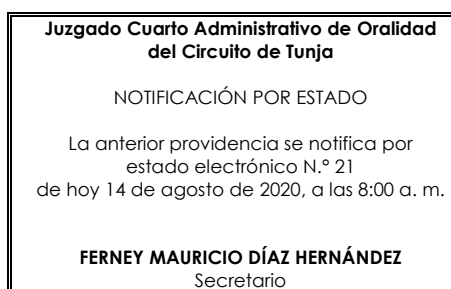 Juzgado Cuarto Administrativo de Oralidad
del Circuito de Tunja
NOTIFICACIÓN POR ESTADO
La anterior providencia se notifica por
estado electrónico N.° 21
de hoy 14 de agosto de 2020, a las 8:00 a. m.
FERNEY MAURICIO DÍAZ HERNÁNDEZ
Secretario